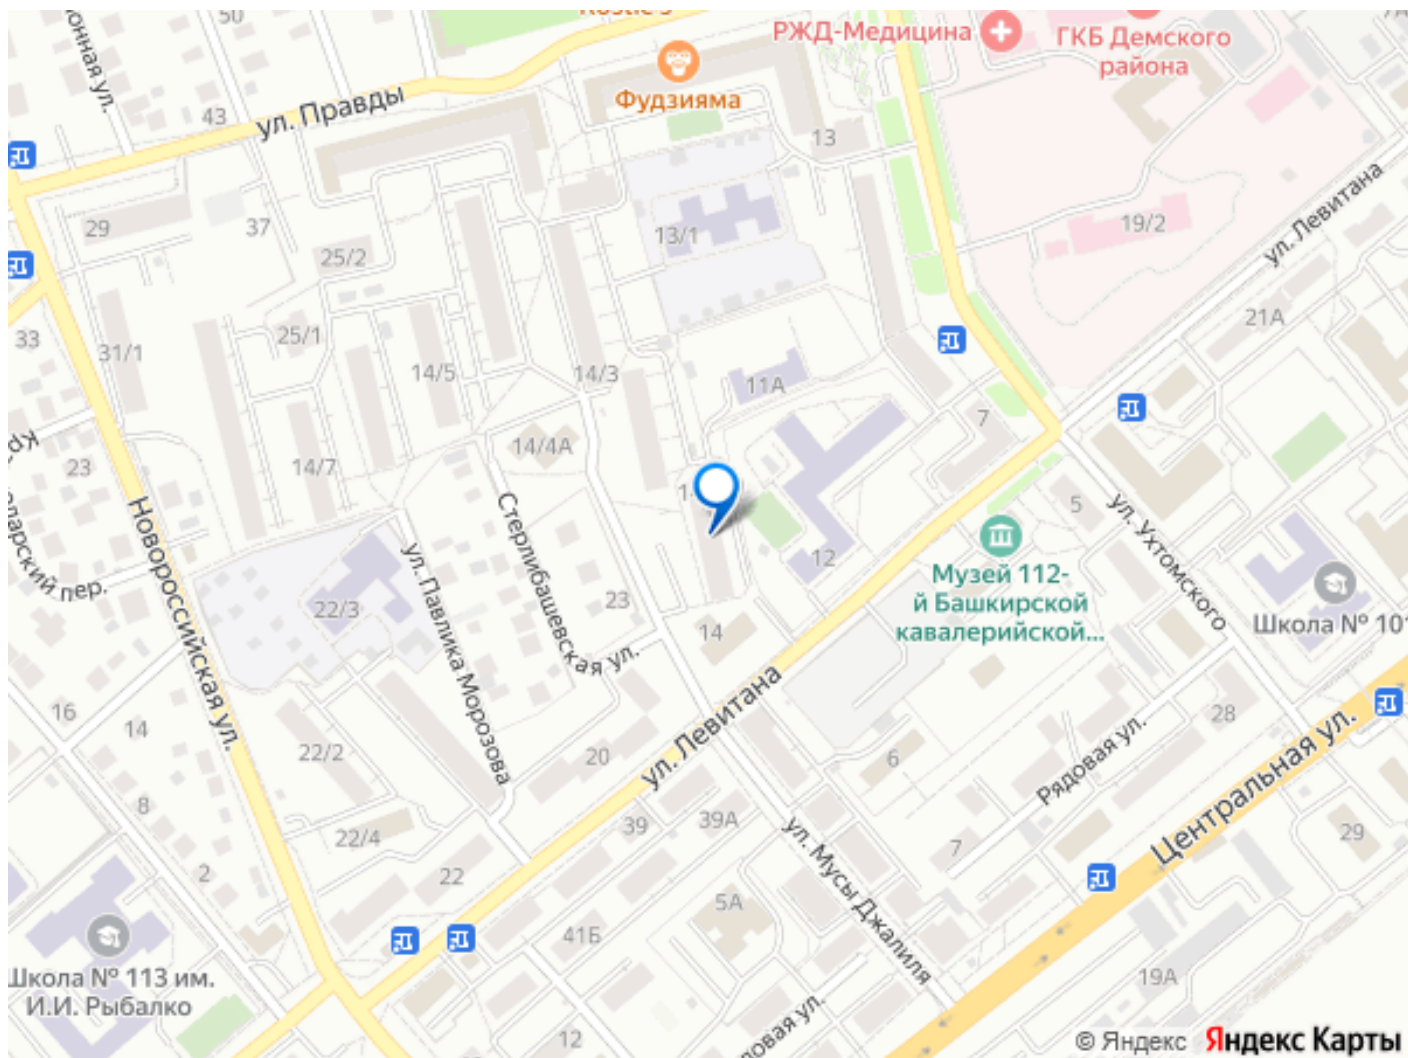 РЖД-Медицина
ГКБ Демского
района
Фудзияма
ул. Правды
43
13
29
37
25/2
13/1
19/2
ул. Левитана
21А
33
31/1
25/1
14/5
14/3
11А
7
23
14/7
14/4А
5
Новороссийская ул.
Стерлибашевская ул.
ул. Павлика Морозова
ул. Ухтомского
Музей 112-
й Башкирской
кавалерийской...
12
Школа № 101
пер.
22/3
23
14
16
14
22/2
20
ул. Левитана
6
28
Рядовая ул.
Центральная ул.
8
22/4
39
39А
ул. Мусы Джалиля
7
29
2
22
5А
41Б
19А
Школа № 113 им.
И.И. Рыбалко
12
© Яндекс Яндекс Карты